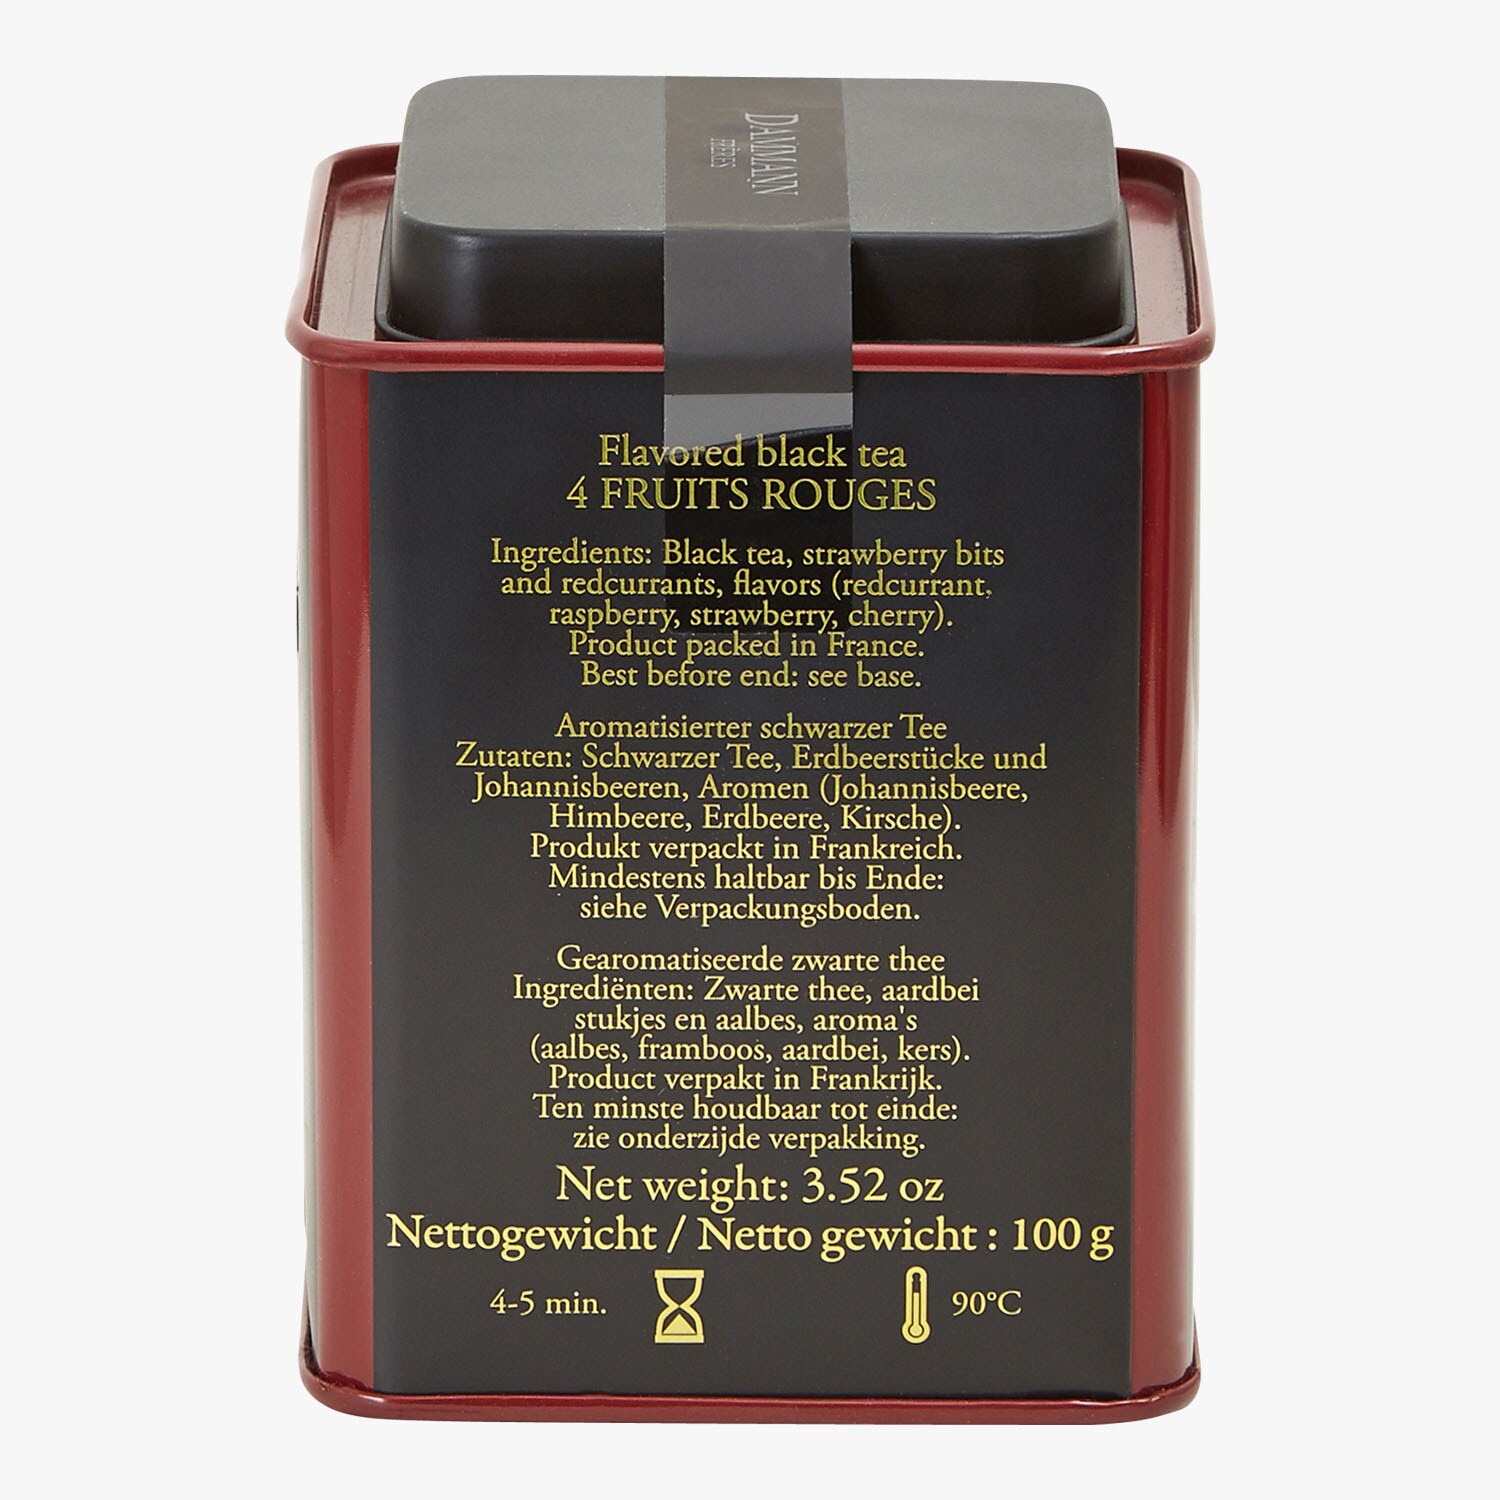 DAMMANN
FRÈRES
Flavored black tea
4 FRUITS ROUGES
Ingredients: Black tea, strawberry bits
and redcurrants, flavors (redcurrant,
raspberry, strawberry, cherry).
Product packed in France.
Best before end: see base.
Aromatisierter schwarzer Tee
Zutaten: Schwarzer Tee, Erdbeerstücke und
Johannisbeeren, Aromen (Johannisbeere,
Himbeere, Erdbeere, Kirsche).
Produkt verpackt in Frankreich.
Mindestens haltbar bis Ende:
siehe Verpackungsboden.
Gearomatiseerde zwarte thee
Ingrediënten: Zwarte thee, aardbei
stukjes en aalbes, aroma's
(aalbes, framboos, aardbei, kers).
Product verpakt in Frankrijk.
Ten minste houdbaar tot einde:
zie onderzijde verpakking.
Net weight: 3.52 oz
Nettogewicht / Netto gewicht : 100 g
4-5 min. 90°C